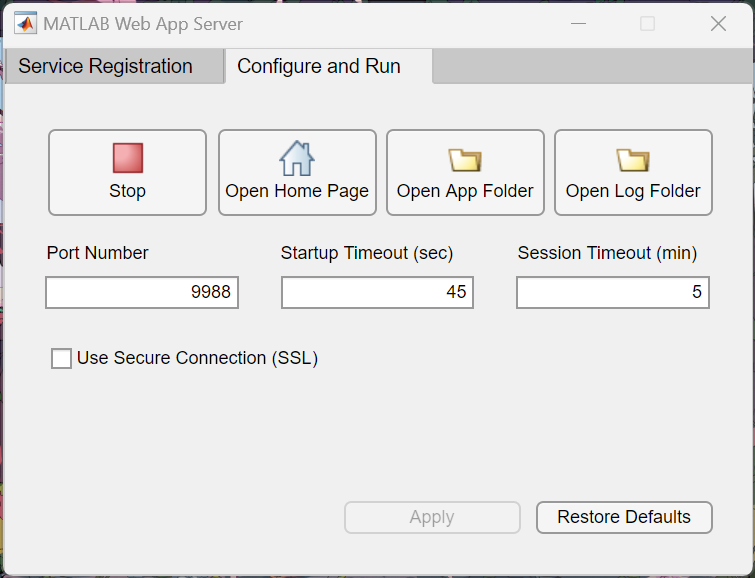 MATLAB Web App Server
Service Registration
Configure and Run
Stop
Open Home Page
Open App Folder
Open Log Folder
Port Number
Startup Timeout (sec)
Session Timeout (min)
9988
45
5
Use Secure Connection (SSL)
Apply
Restore Defaults